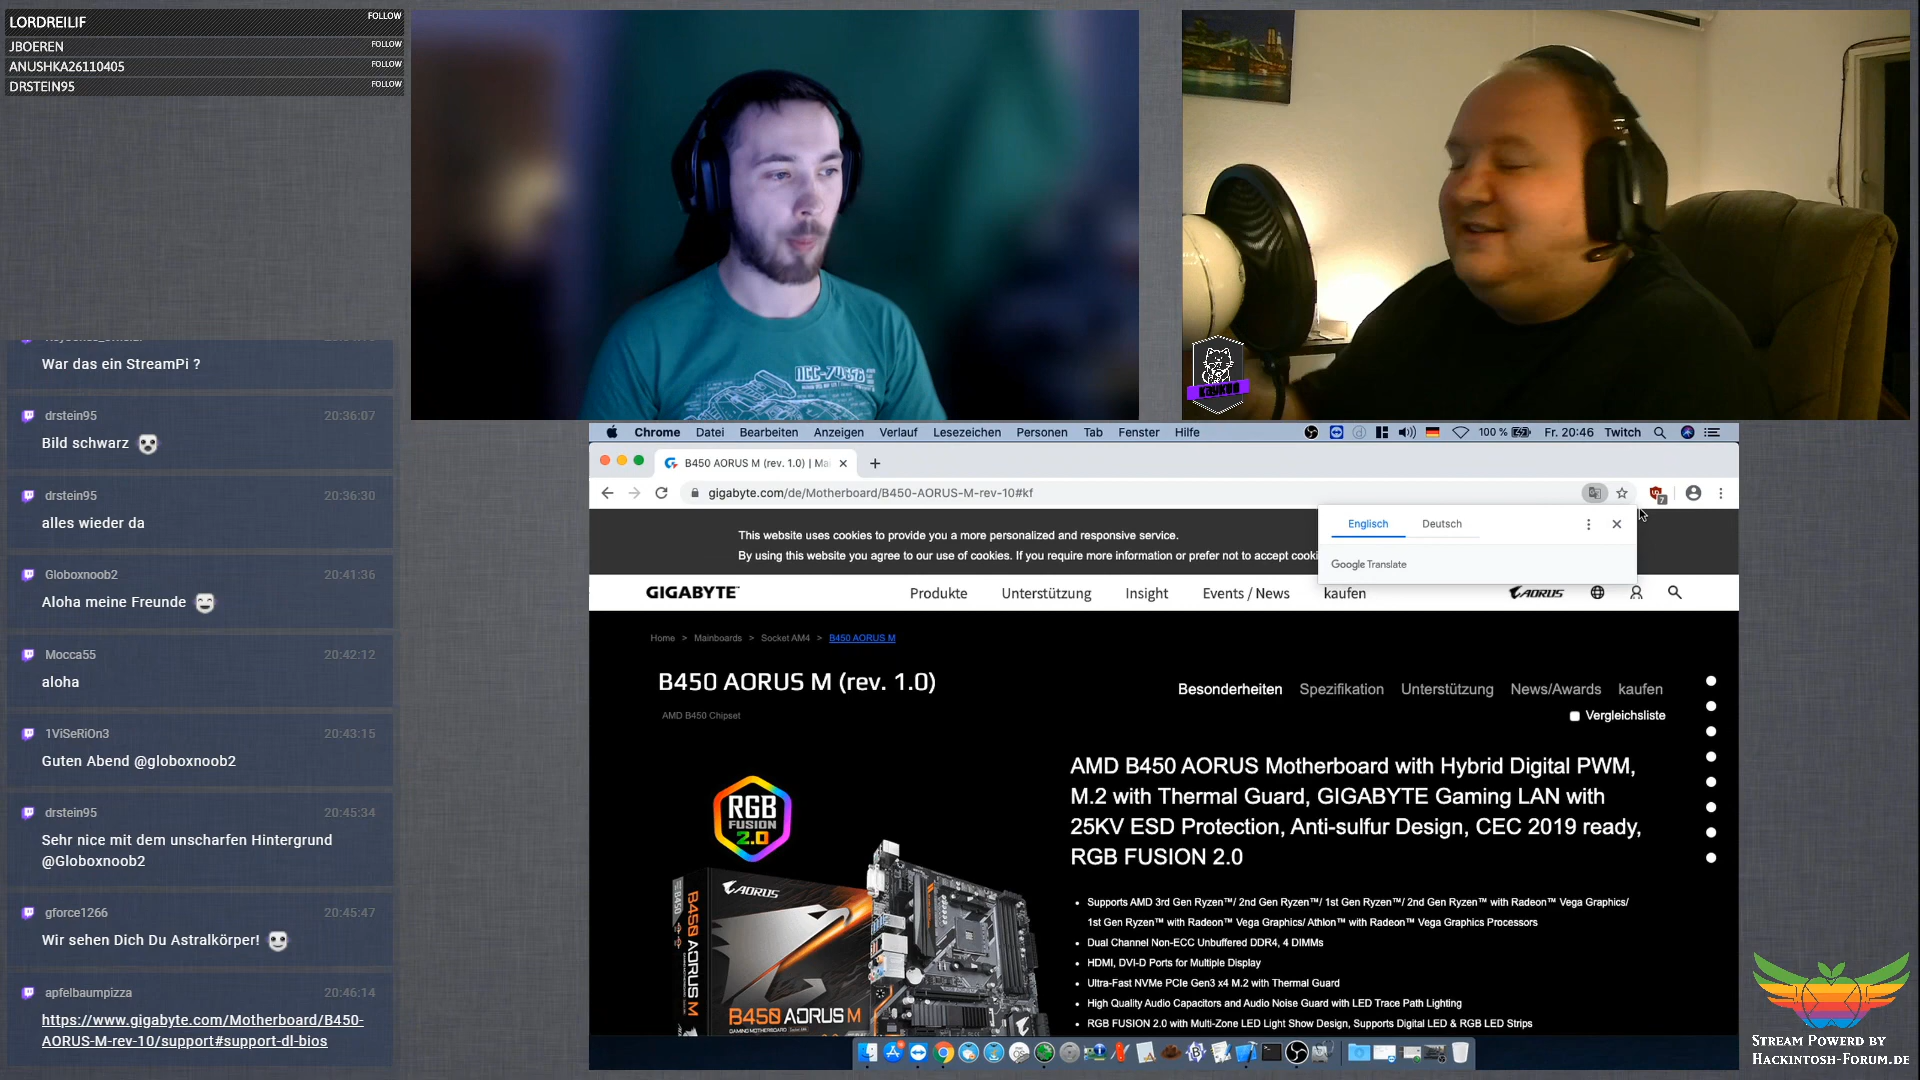 LORDREILIF FOLLOW
JBOEREN FOLLOW
ANUSHKA26110405 FOLLOW
DRSTEIN95 FOLLOW
War das ein StreamPi ?
drstein95 20:36:07
Bild schwarz
drstein95 20:36:30
alles wieder da
Globoxnoob2 20:41:36
Aloha meine Freunde
Mocca55 20:42:12
aloha
1ViSeRiOn3 20:43:15
Guten Abend @globoxnoob2
drstein95 20:45:34
Sehr nice mit dem unscharfen Hintergrund
@Globoxnoob2
gforce1266 20:45:47
Wir sehen Dich Du Astralkörper!
apfelbaumpizza 20:46:14
https://www.gigabyte.com/Motherboard/B450-
AORUS-M-rev-10/support#support-dl-bios
NCC-74656
Chrome Datei Bearbeiten Anzeigen Verlauf Lesezeichen Personen Tab Fenster Hilfe 100 % Fr. 20:46 Twitch
B450 AORUS M (rev. 1.0) | Ma
gigabyte.com/de/Motherboard/B450-AORUS-M-rev-10#kf
7
This website uses cookies to provide you a more personalized and responsive service.
By using this website you agree to our use of cookies. If you require more information or prefer not to accept cooki
Englisch Deutsch
Google Translate
GIGABYTE™ Produkte Unterstützung Insight Events / News kaufen AORUS
Home > Mainboards > Socket AM4 > B450 AORUS M
B450 AORUS M (rev. 1.0)
AMD B450 Chipset
Besonderheiten Spezifikation Unterstützung News/Awards kaufen
Vergleichsliste
RGB
FUSION
2.0
AORUS
B450
B450 AORUS M
B450 AORUS M
AMD B450 AORUS Motherboard with Hybrid Digital PWM,
M.2 with Thermal Guard, GIGABYTE Gaming LAN with
25KV ESD Protection, Anti-sulfur Design, CEC 2019 ready,
RGB FUSION 2.0
• Supports AMD 3rd Gen Ryzen™/ 2nd Gen Ryzen™/ 1st Gen Ryzen™/ 2nd Gen Ryzen™ with Radeon™ Vega Graphics/
1st Gen Ryzen™ with Radeon™ Vega Graphics/ Athlon™ with Radeon™ Vega Graphics Processors
• Dual Channel Non-ECC Unbuffered DDR4, 4 DIMMs
• HDMI, DVI-D Ports for Multiple Display
• Ultra-Fast NVMe PCIe Gen3 x4 M.2 with Thermal Guard
• High Quality Audio Capacitors and Audio Noise Guard with LED Trace Path Lighting
• RGB FUSION 2.0 with Multi-Zone LED Light Show Design, Supports Digital LED & RGB LED Strips
STREAM POWERD BY
HACKINTOSH-FORUM.DE